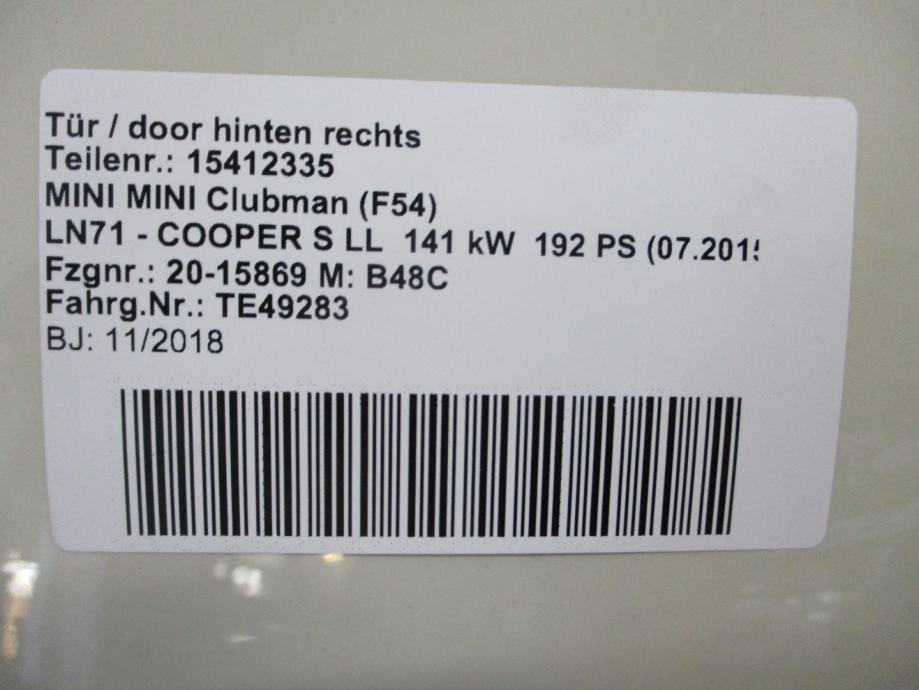 Tür / door hinten rechts
Teilenr.: 15412335
MINI MINI Clubman (F54)
LN71 - COOPER S LL 141 kW 192 PS (07.2015
Fzgnr.: 20-15869 M: B48C
Fahrg.Nr.: TE49283
BJ: 11/2018